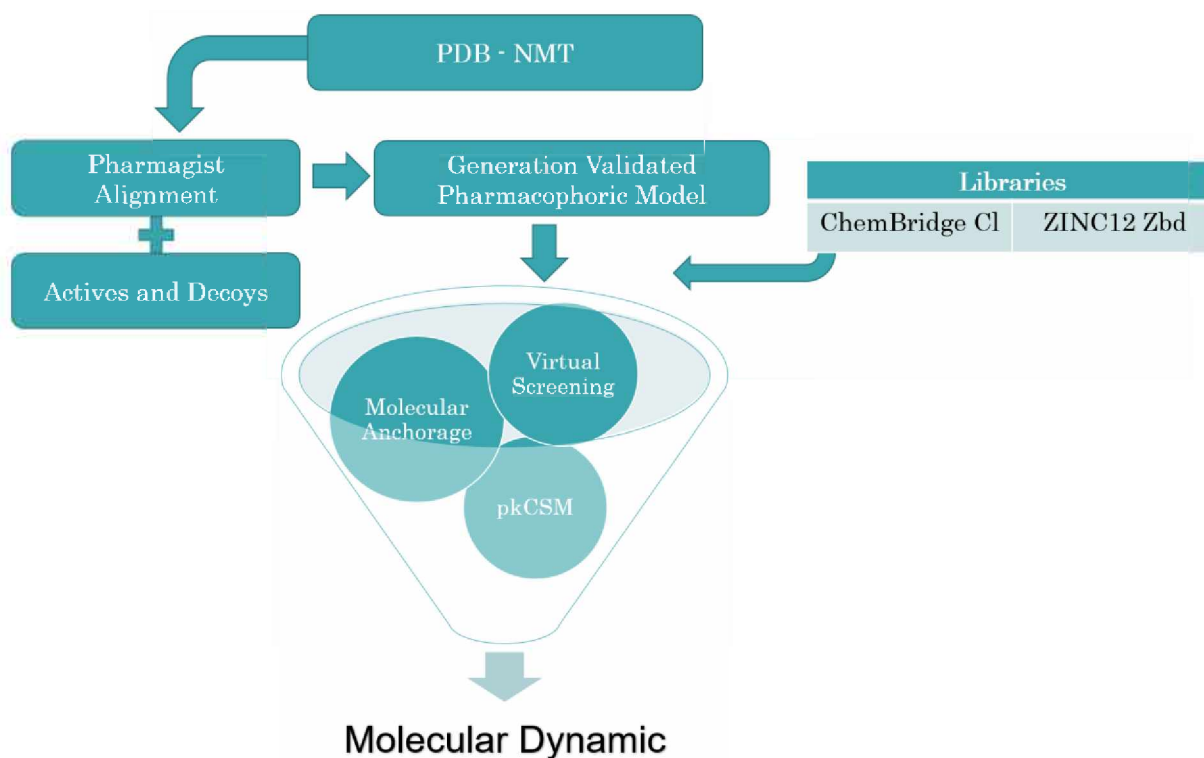 PDB - NMT
Pharmagist
Alignment
Generation Validated
Pharmacophoric Model
Libraries
ChemBridge Cl
ZINC12 Zbd
Actives and Decoys
Virtual
Screening
Molecular
Anchorage
pkCSM
Molecular Dynamic